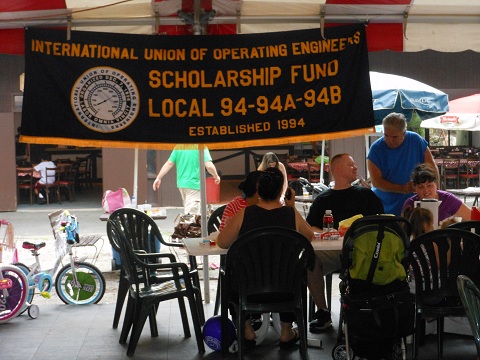 INTERNATIONAL UNION OF OPERATING ENGINEERS
SCHOLARSHIP FUND
LOCAL 94-94A-94B
ESTABLISHED 1994